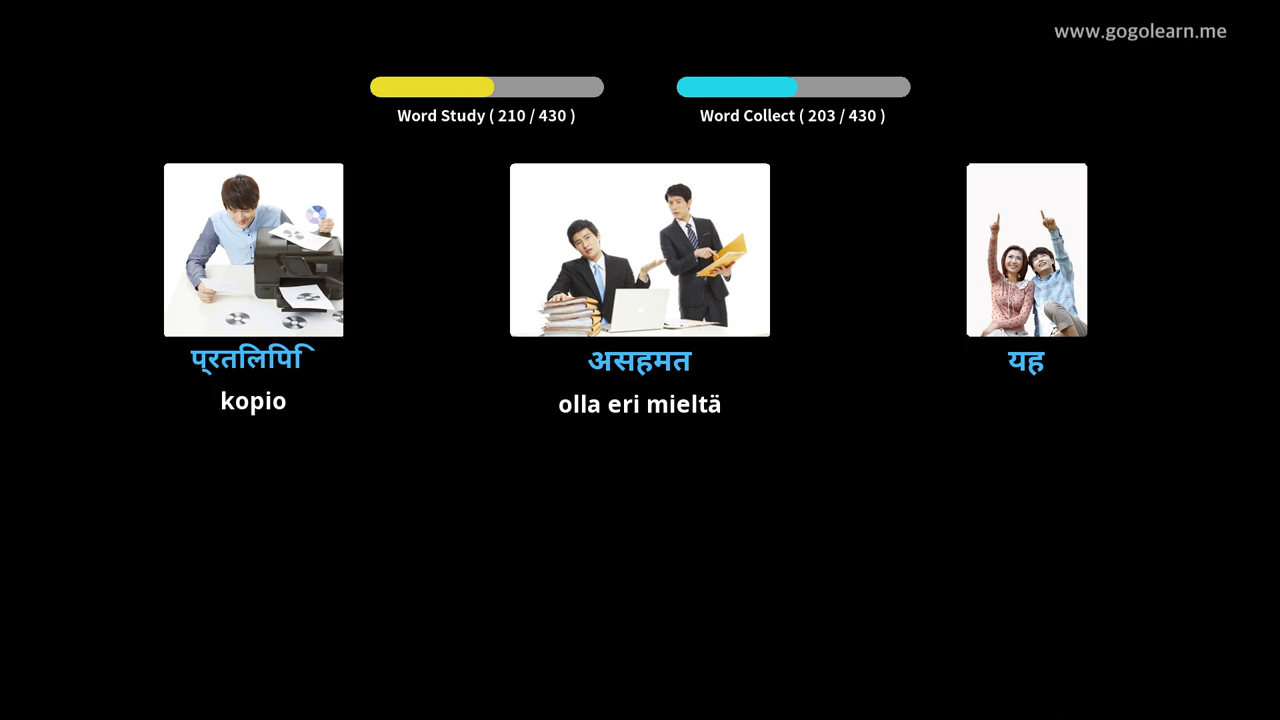 www.gogolearn.me
Word Study ( 210 / 430 )
Word Collect ( 203 / 430 )
प्रतलिपिि
असहमत
यह
kopio
olla eri mieltä